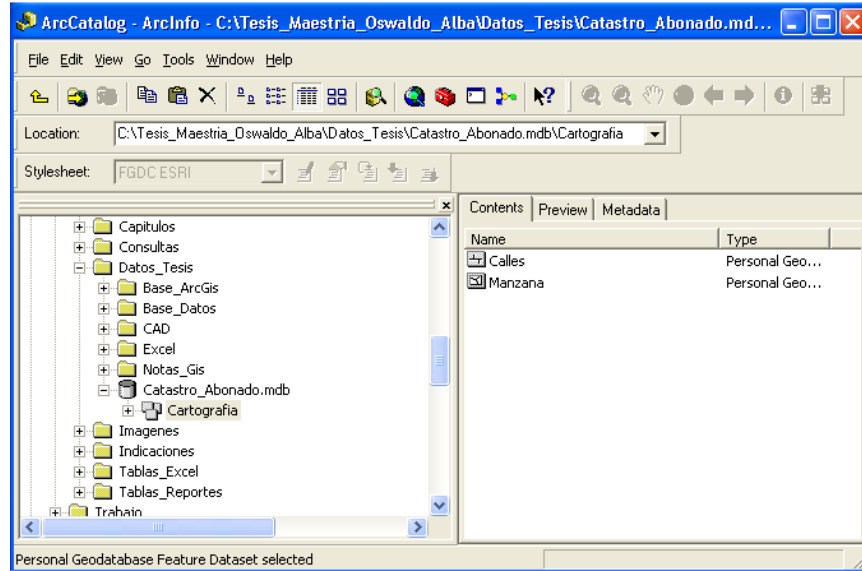 ArcCatalog - ArcInfo - C:\Tesis_Maestria_Oswaldo_Alba\Datos_Tesis\Catastro_Abonado.md...
File Edit View Go Tools Window Help
Location: C:\Tesis_Maestria_Oswaldo_Alba\Datos_Tesis\Catastro_Abonado.mdb\Cartografia
Stylesheet: FGDC ESRI
Capitulos
Consultas
Datos_Tesis
Base_ArcGis
Base_Datos
CAD
Excel
Notas_Gis
Catastro_Abonado.mdb
Cartografia
Imagenes
Indicaciones
Tablas_Excel
Tablas_Reportes
Trabajo
Contents Preview Metadata
Name Type
Calles Personal Geo...
Manzana Personal Geo...
Personal Geodatabase Feature Dataset selected